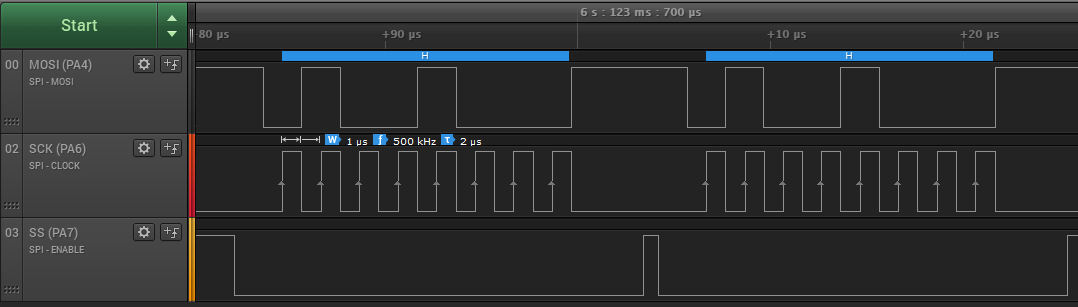 Start
6 s : 123 ms : 700 µs
80 µs
+90 µs
+10 µs
+20 µs
00 MOSI (PA4)
SPI - MOSI
H
H
02 SCK (PA6)
SPI - CLOCK
W 1 µs f 500 kHz τ 2 µs
03 SS (PA7)
SPI - ENABLE